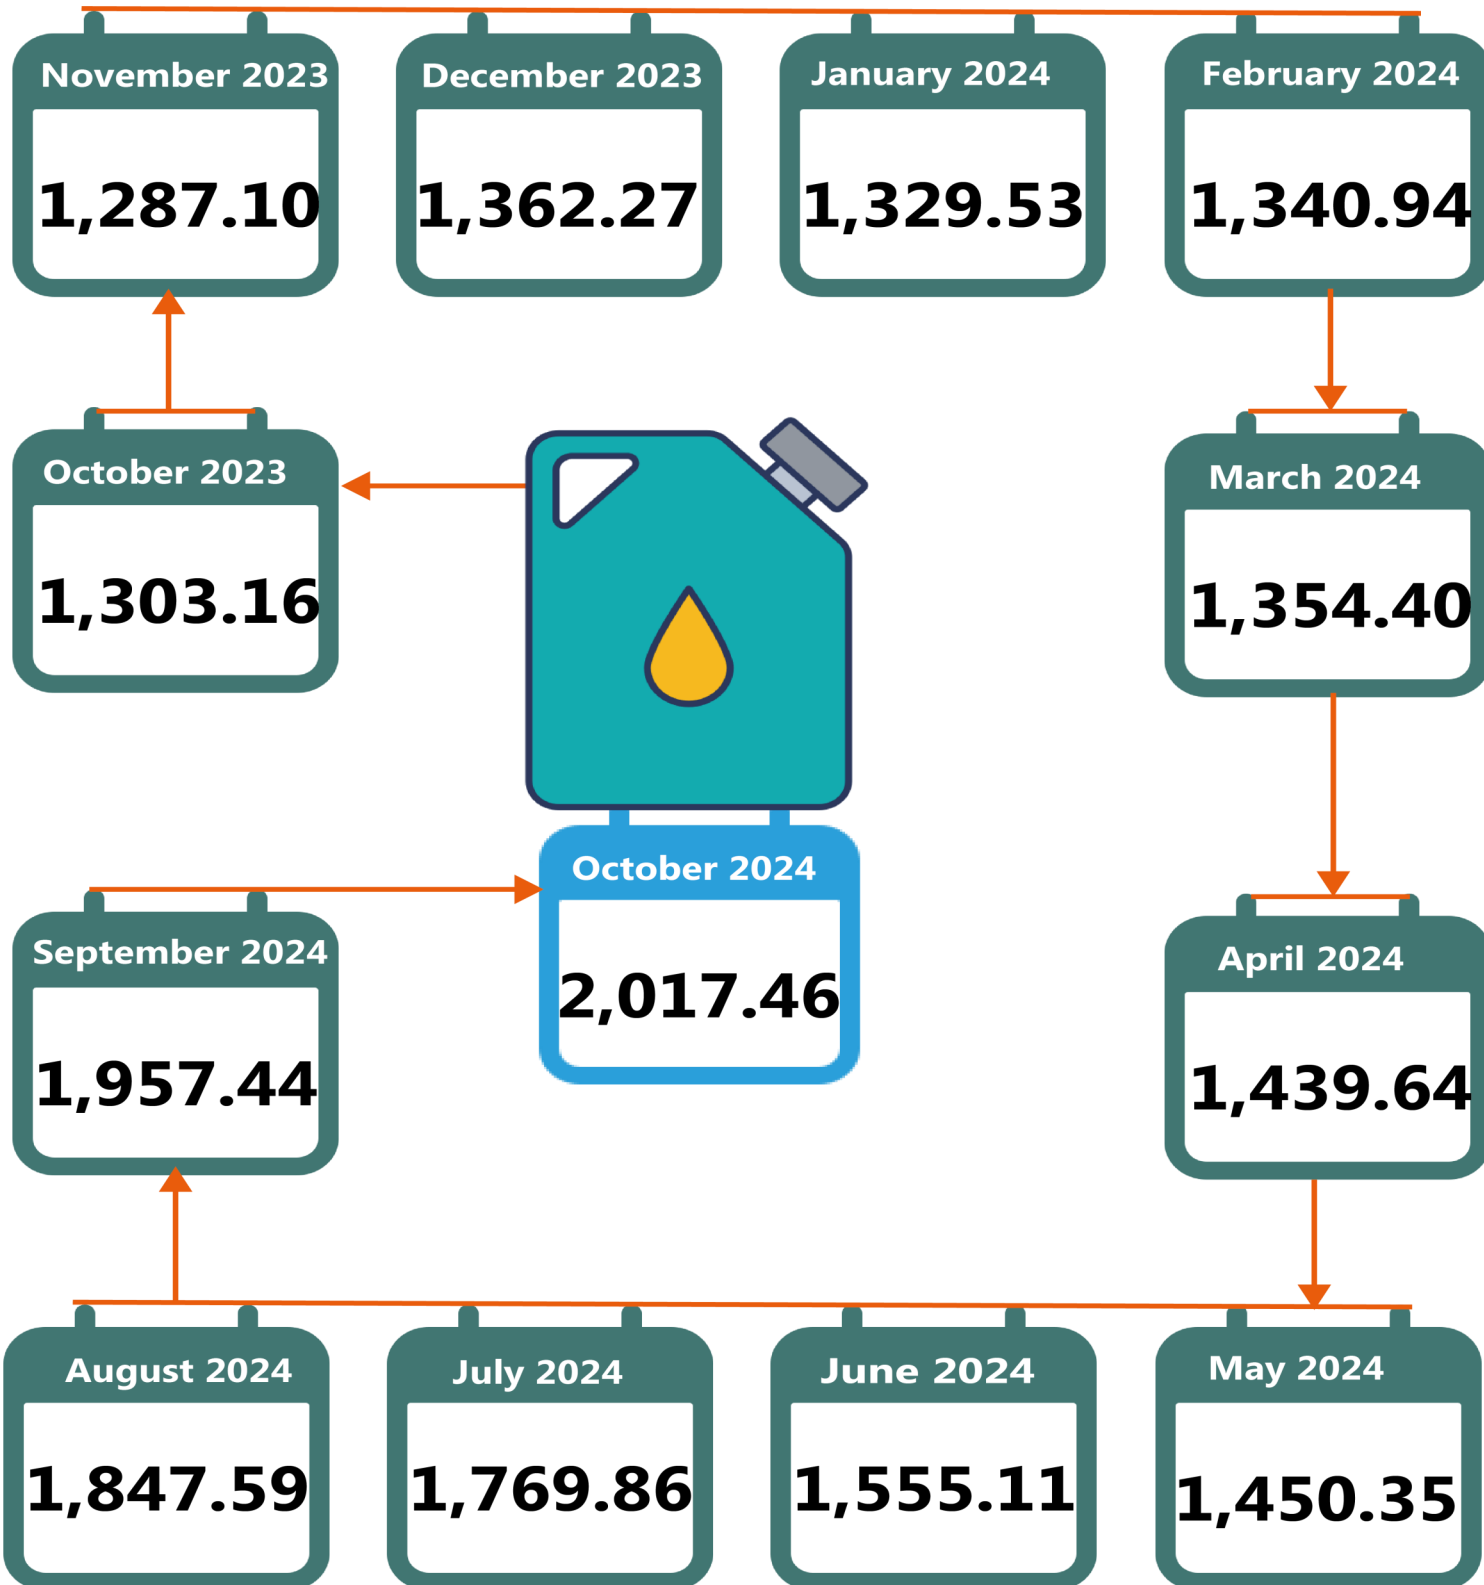 November 2023
1,287.10
December 2023
1,362.27
January 2024
1,329.53
February 2024
1,340.94
October 2023
1,303.16
March 2024
1,354.40
October 2024
2,017.46
September 2024
1,957.44
April 2024
1,439.64
August 2024
1,847.59
July 2024
1,769.86
June 2024
1,555.11
May 2024
1,450.35